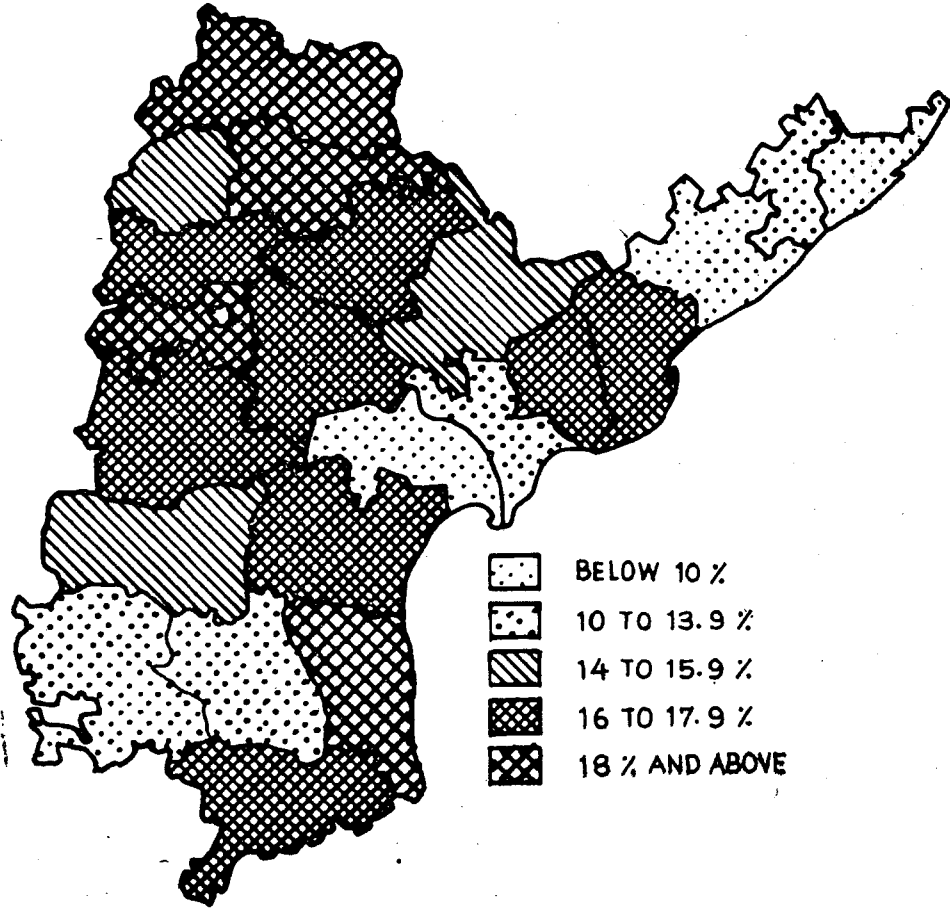 BELOW 10 %
10 TO 13.9 %
14 TO 15.9 %
16 TO 17.9 %
18 % AND ABOVE